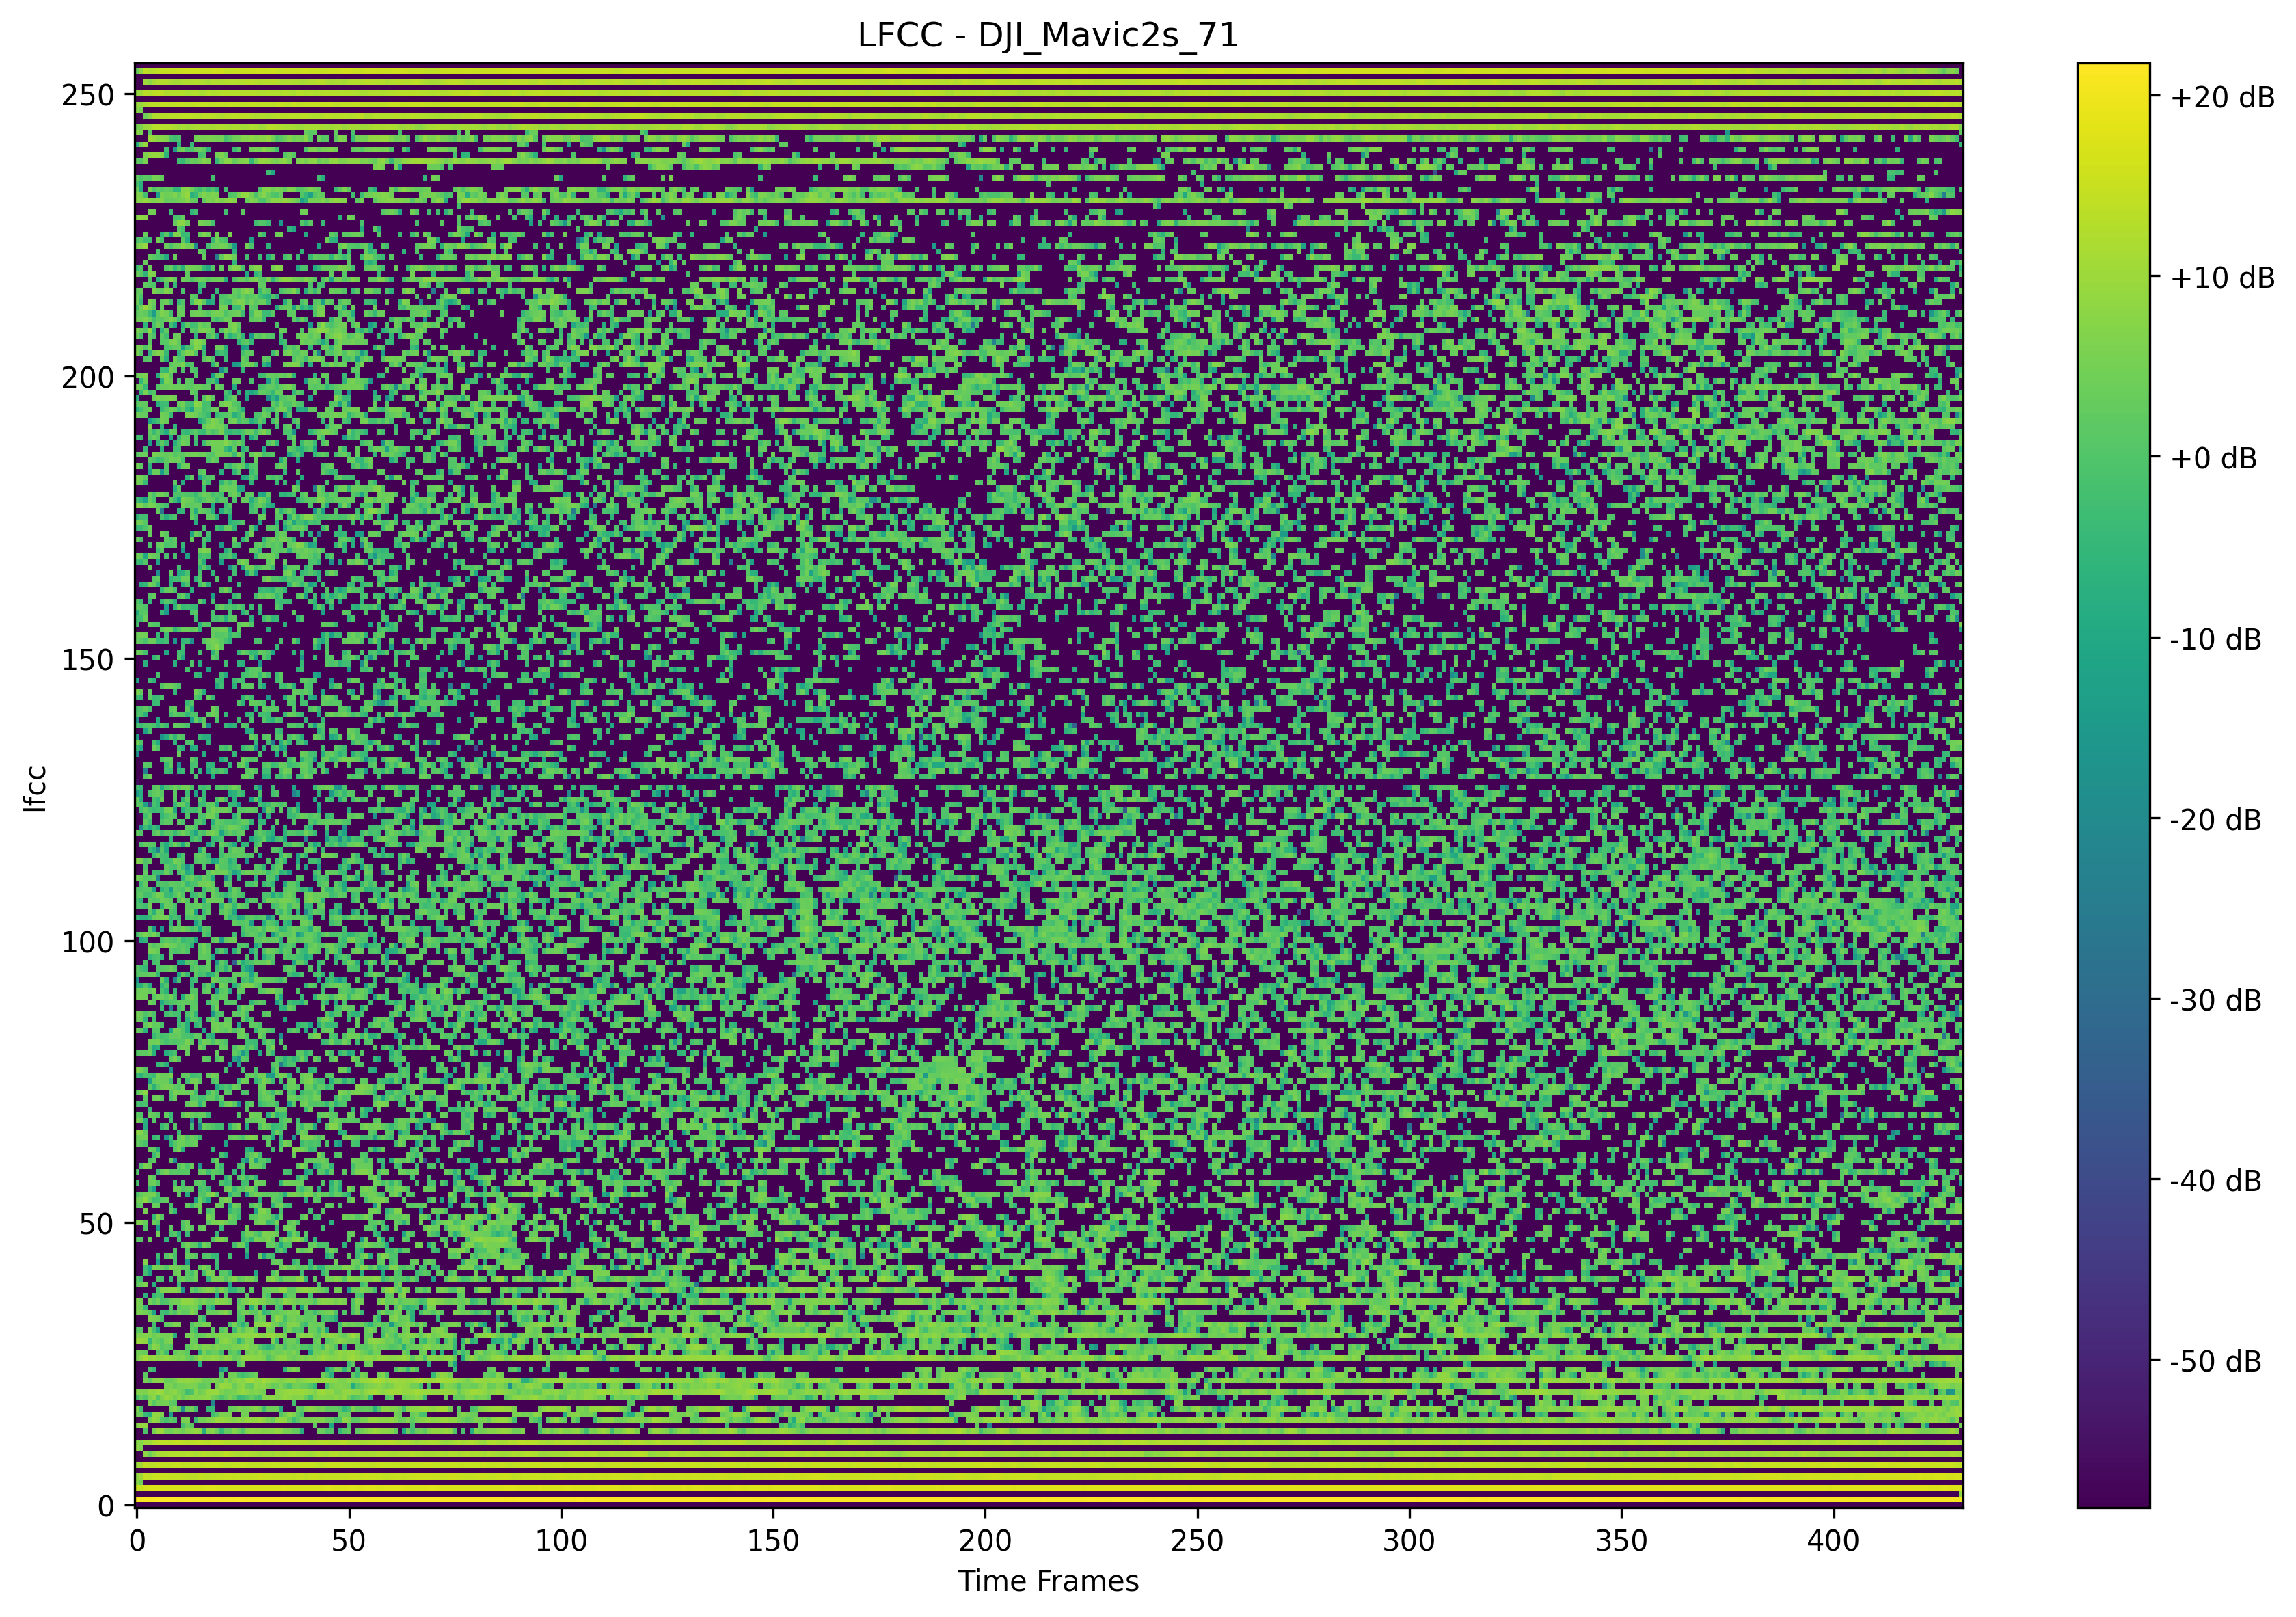 LFCC - DJI_Mavic2s_71
250
200
150
100
50
0
lfcc
0 50 100 150 200 250 300 350 400
Time Frames
+20 dB
+10 dB
+0 dB
-10 dB
-20 dB
-30 dB
-40 dB
-50 dB